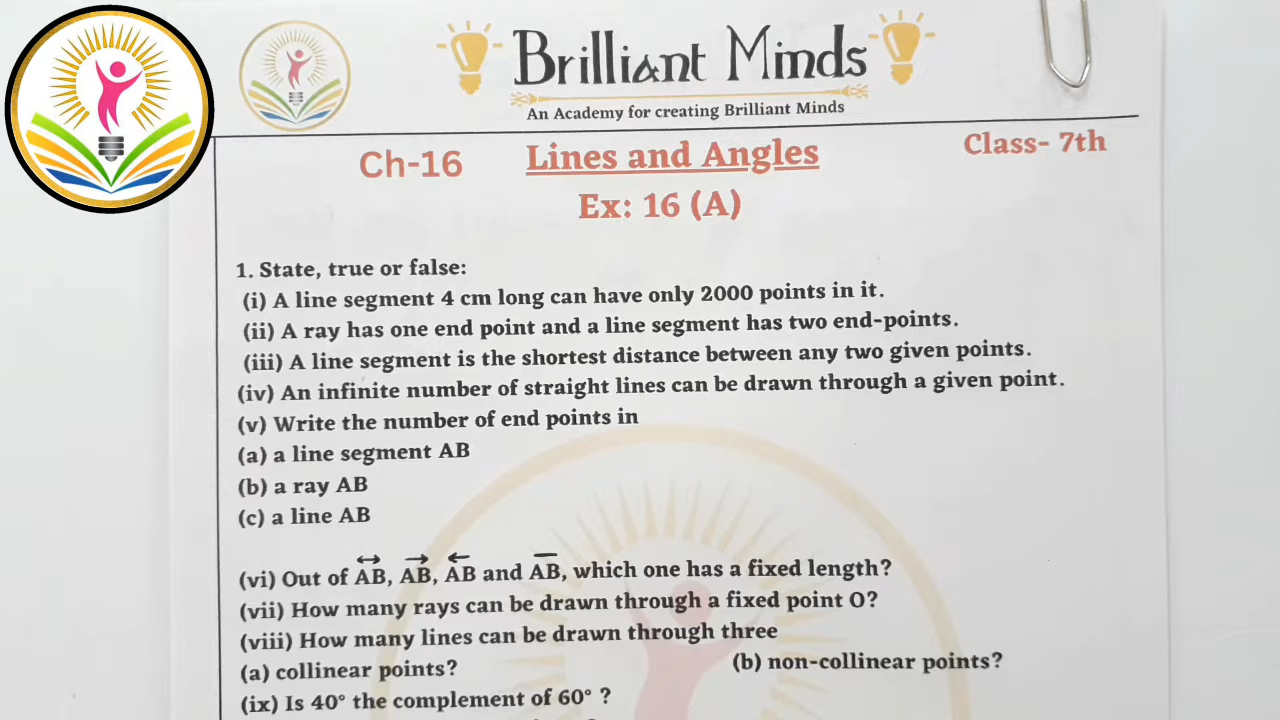 Brilliant Minds
An Academy for creating Brilliant Minds
Ch-16 Lines and Angles Class- 7th
Ex: 16 (A)
1. State, true or false:
(i) A line segment 4 cm long can have only 2000 points in it.
(ii) A ray has one end point and a line segment has two end-points.
(iii) A line segment is the shortest distance between any two given points.
(iv) An infinite number of straight lines can be drawn through a given point.
(v) Write the number of end points in
(a) a line segment AB
(b) a ray AB
(c) a line AB
(vi) Out of A͍B͍↔, AB→, AB← and AB‾, which one has a fixed length?
(vii) How many rays can be drawn through a fixed point O?
(viii) How many lines can be drawn through three
(a) collinear points? (b) non-collinear points?
(ix) Is 40° the complement of 60° ?